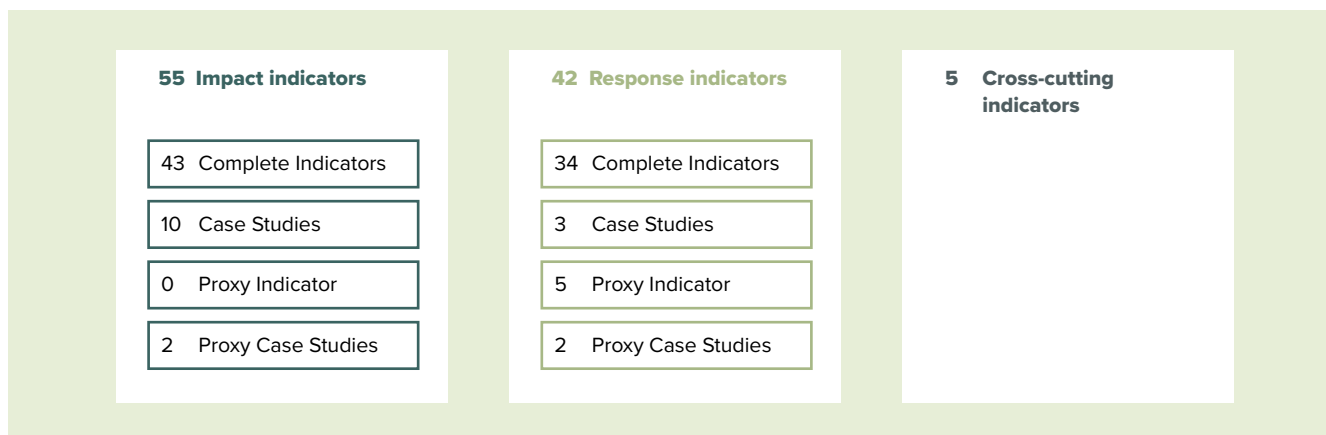 55 Impact indicators
43 Complete Indicators
10 Case Studies
0 Proxy Indicator
2 Proxy Case Studies
42 Response indicators
34 Complete Indicators
3 Case Studies
5 Proxy Indicator
2 Proxy Case Studies
5 Cross-cutting
indicators